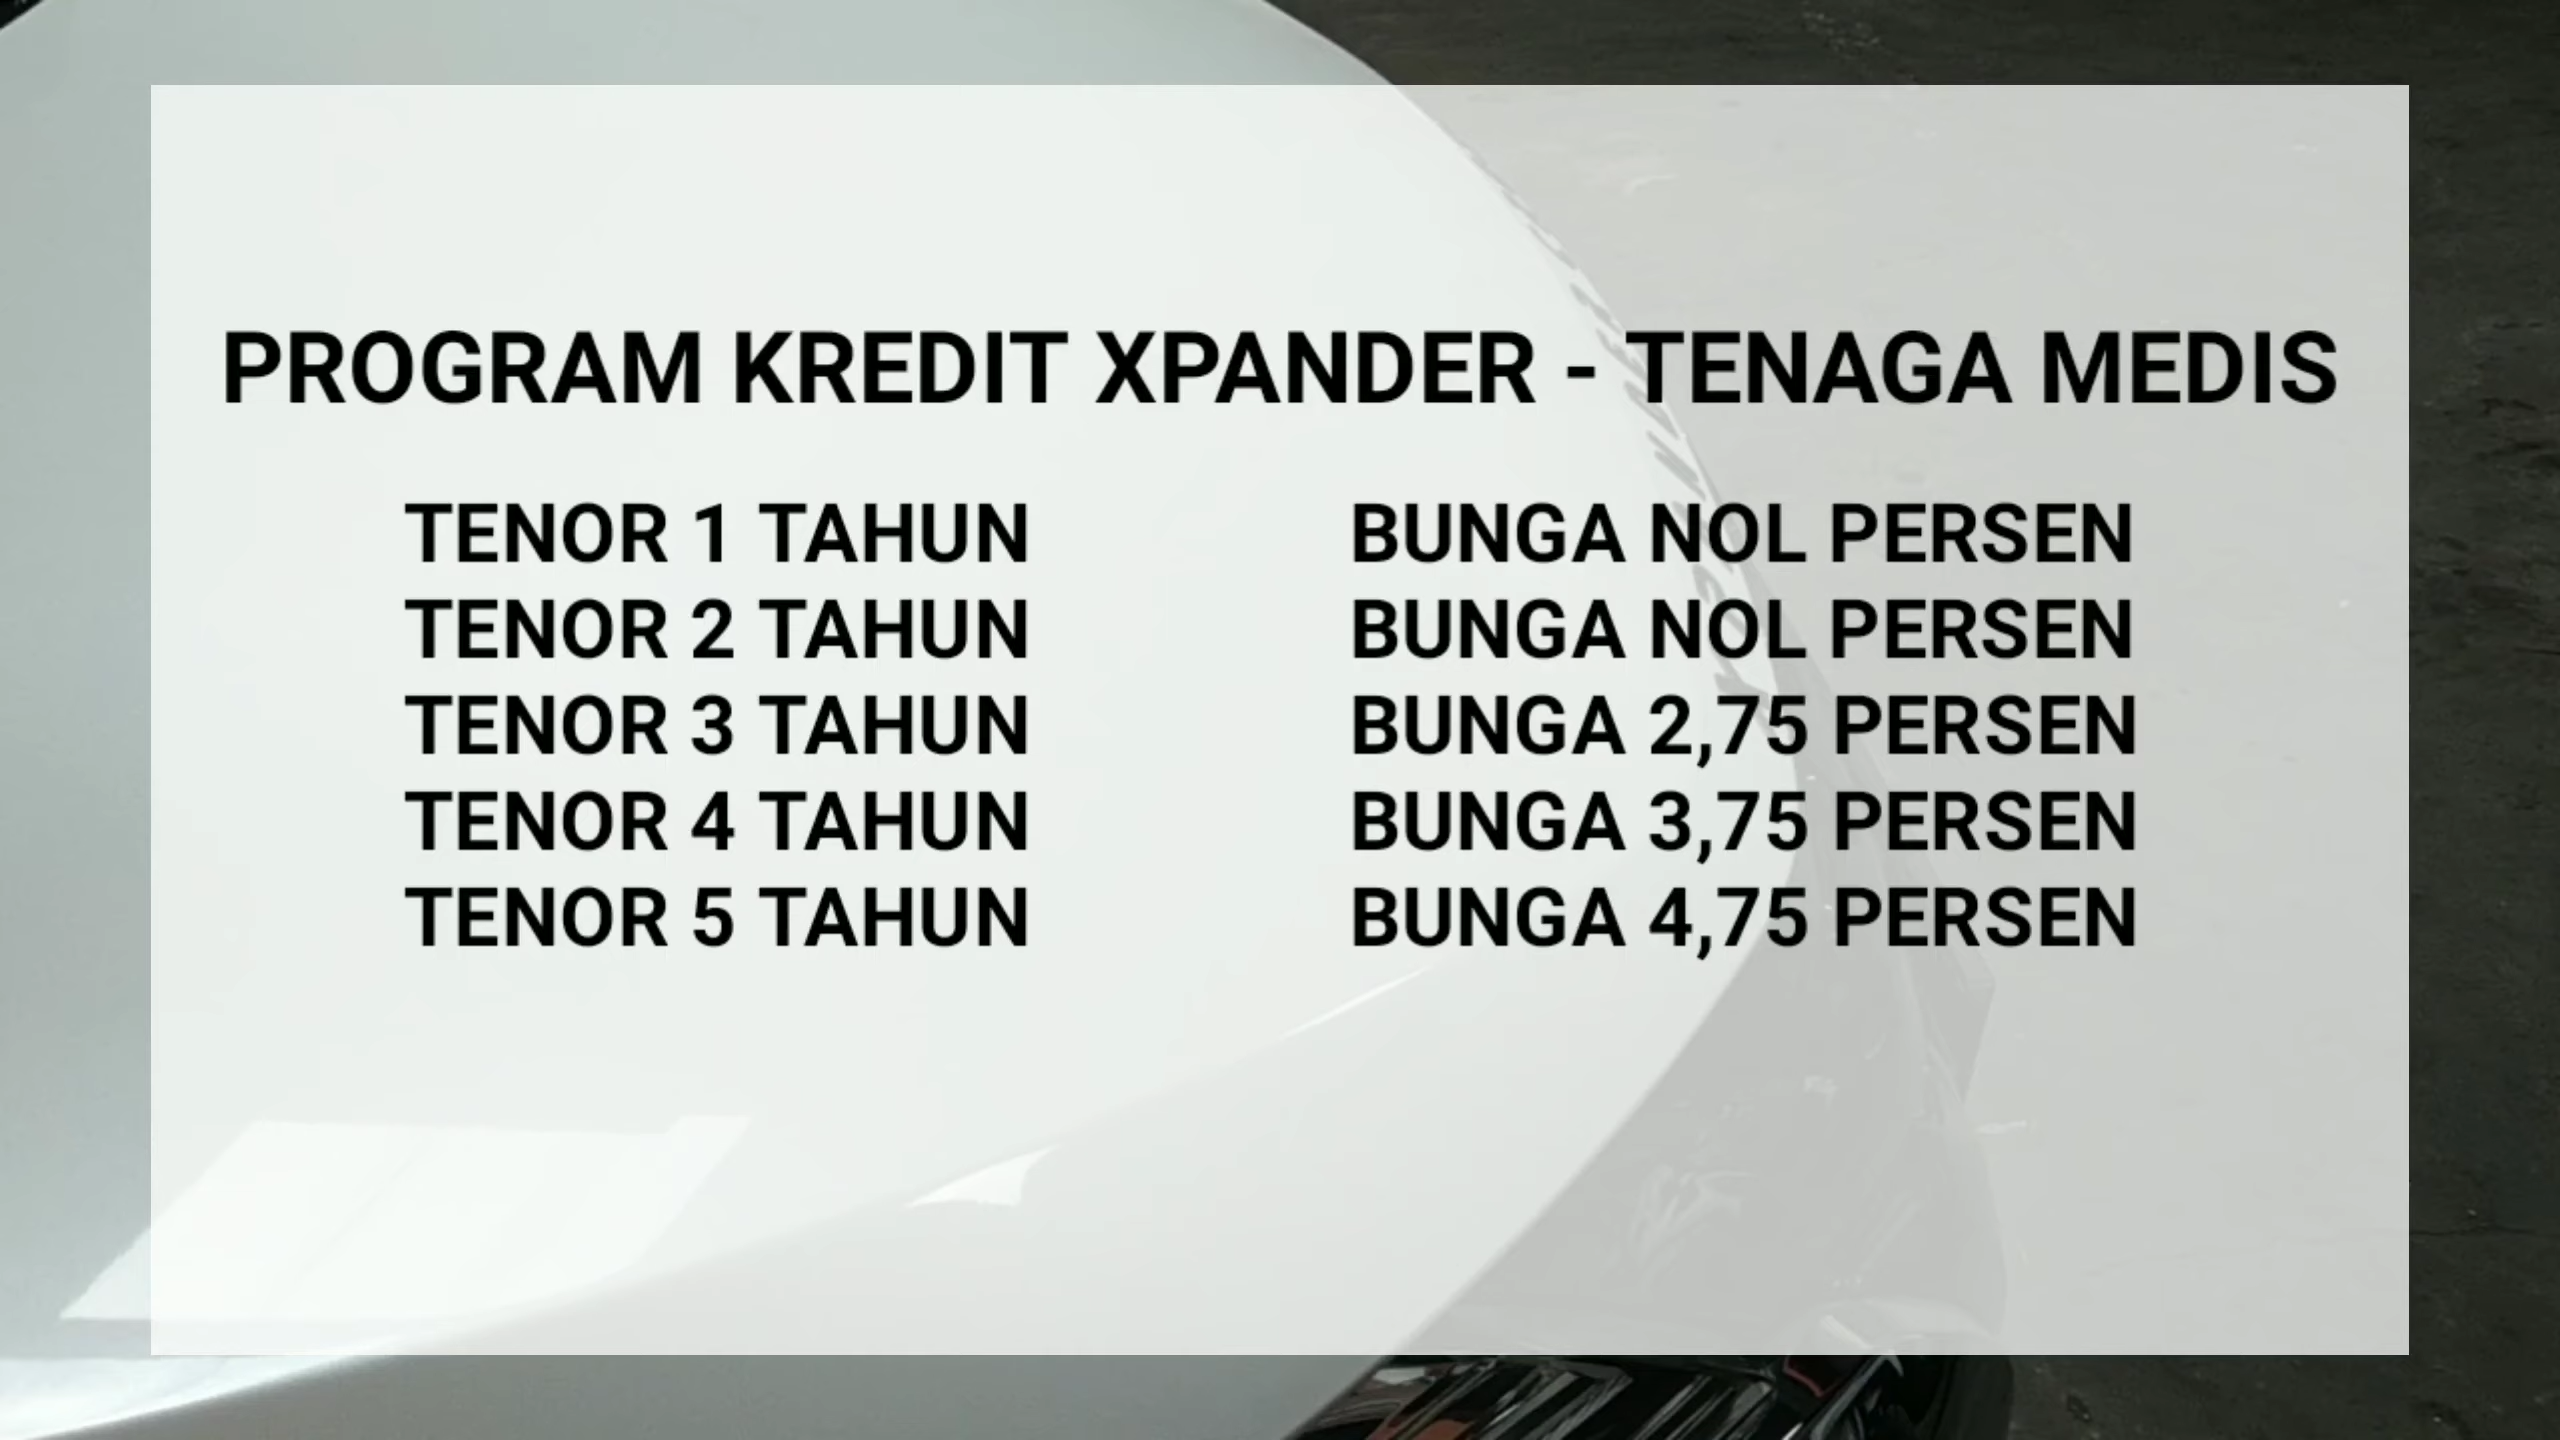 PROGRAM KREDIT XPANDER - TENAGA MEDIS
TENOR 1 TAHUN BUNGA NOL PERSEN
TENOR 2 TAHUN BUNGA NOL PERSEN
TENOR 3 TAHUN BUNGA 2,75 PERSEN
TENOR 4 TAHUN BUNGA 3,75 PERSEN
TENOR 5 TAHUN BUNGA 4,75 PERSEN